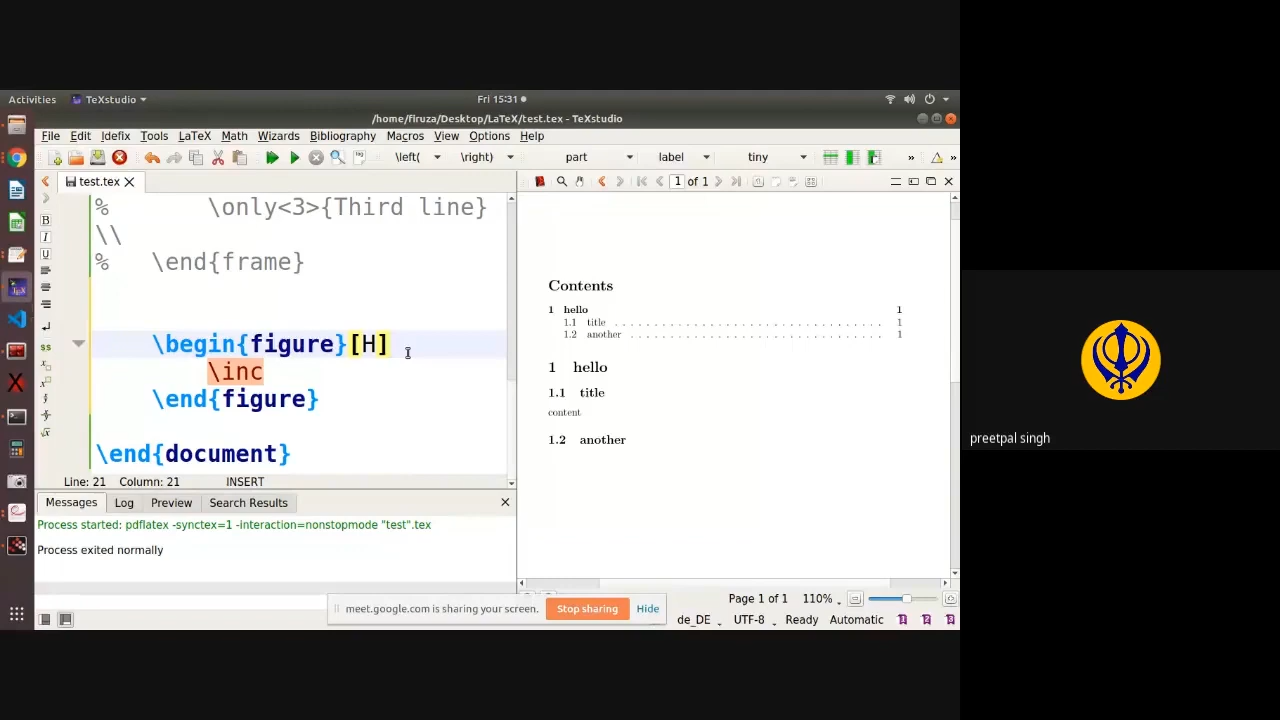 Activities TeXstudio Fri 15:31
/home/firuza/Desktop/LaTeX/test.tex - TeXstudio
File Edit Idefix Tools LaTeX Math Wizards Bibliography Macros View Options Help
\left( \right) part label tiny » »
test.tex 1 of 1
% \only<3>{Third line}
\\
% \end{frame}
\begin{figure}[H]
\inc
\end{figure}
\end{document}
Line: 21 Column: 21 INSERT
Messages Log Preview Search Results
Process started: pdflatex -synctex=1 -interaction=nonstopmode "test".tex
Process exited normally
Contents
1 hello 1
1.1 title . . . . . . . . . . . . . . . . . . . . . . . . . . . . . . . . 1
1.2 another . . . . . . . . . . . . . . . . . . . . . . . . . . . . . . 1
1 hello
1.1 title
content
1.2 another
Page 1 of 1 110%
meet.google.com is sharing your screen. Stop sharing Hide
de_DE UTF-8 Ready Automatic
preetpal singh